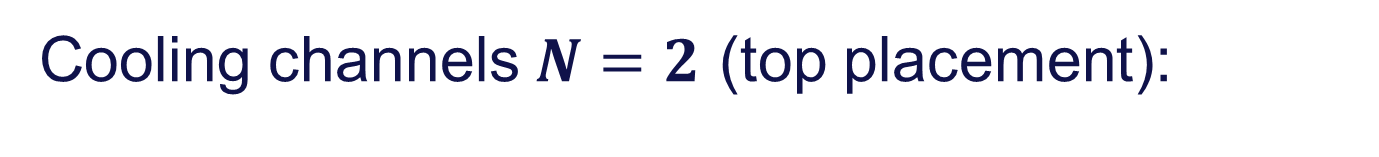 Cooling channels N = 2 (top placement):